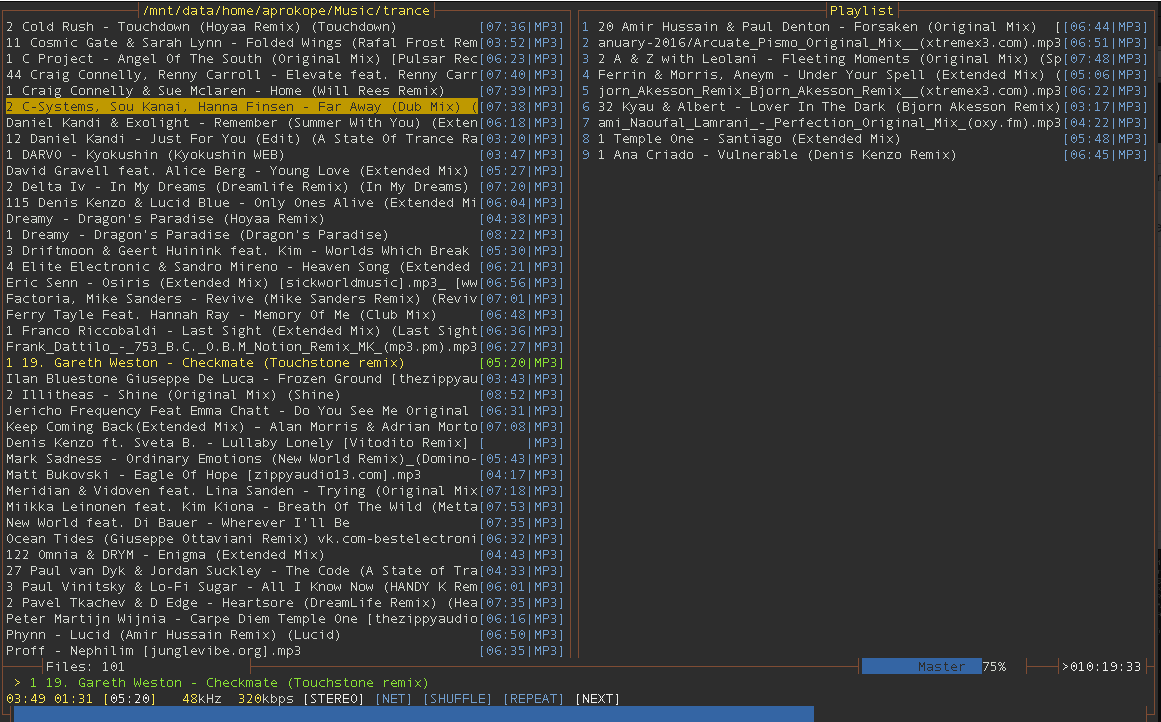 /mnt/data/home/aprokope/Music/trance
2 Cold Rush - Touchdown (Hoyaa Remix) (Touchdown) [07:36|MP3]
11 Cosmic Gate & Sarah Lynn - Folded Wings (Rafal Frost Rem[03:52|MP3]
1 C Project - Angel Of The South (Original Mix) [Pulsar Rec[06:23|MP3]
44 Craig Connelly, Renny Carroll - Elevate feat. Renny Carr[07:40|MP3]
1 Craig Connelly & Sue Mclaren - Home (Will Rees Remix) [07:39|MP3]
2 C-Systems, Sou Kanai, Hanna Finsen - Far Away (Dub Mix) ([07:38|MP3]
Daniel Kandi & Exolight - Remember (Summer With You) (Exten[06:18|MP3]
12 Daniel Kandi - Just For You (Edit) (A State Of Trance Ra[03:20|MP3]
1 DARVO - Kyokushin (Kyokushin WEB) [03:47|MP3]
David Gravell feat. Alice Berg - Young Love (Extended Mix) [05:27|MP3]
2 Delta Iv - In My Dreams (Dreamlife Remix) (In My Dreams) [07:20|MP3]
115 Denis Kenzo & Lucid Blue - Only Ones Alive (Extended Mi[06:04|MP3]
Dreamy - Dragon's Paradise (Hoyaa Remix) [04:38|MP3]
1 Dreamy - Dragon's Paradise (Dragon's Paradise) [08:22|MP3]
3 Driftmoon & Geert Huinink feat. Kim - Worlds Which Break [05:30|MP3]
4 Elite Electronic & Sandro Mireno - Heaven Song (Extended [06:21|MP3]
Eric Senn - Osiris (Extended Mix) [sickworldmusic].mp3_ [ww[06:56|MP3]
Factoria, Mike Sanders - Revive (Mike Sanders Remix) (Reviv[07:01|MP3]
Ferry Tayle Feat. Hannah Ray - Memory Of Me (Club Mix) [06:48|MP3]
1 Franco Riccobaldi - Last Sight (Extended Mix) (Last Sight[06:36|MP3]
Frank_Dattilo_-_753_B.C._O.B.M_Notion_Remix_MK_(mp3.pm).mp3[06:27|MP3]
1 19. Gareth Weston - Checkmate (Touchstone remix) [05:20|MP3]
Ilan Bluestone Giuseppe De Luca - Frozen Ground [thezippyau[03:43|MP3]
2 Illitheas - Shine (Original Mix) (Shine) [08:52|MP3]
Jericho Frequency Feat Emma Chatt - Do You See Me Original [06:31|MP3]
Keep Coming Back(Extended Mix) - Alan Morris & Adrian Morto[07:08|MP3]
Denis Kenzo ft. Sveta B. - Lullaby Lonely [Vitodito Remix] [ |MP3]
Mark Sadness - Ordinary Emotions (New World Remix)_(Domino-[05:43|MP3]
Matt Bukovski - Eagle Of Hope [zippyaudio13.com].mp3 [04:17|MP3]
Meridian & Vidoven feat. Lina Sanden - Trying (Original Mix[07:18|MP3]
Miikka Leinonen feat. Kim Kiona - Breath Of The Wild (Metta[07:53|MP3]
New World feat. Di Bauer - Wherever I'll Be [07:35|MP3]
Ocean Tides (Giuseppe Ottaviani Remix) vk.com-bestelectroni[06:32|MP3]
122 Omnia & DRYM - Enigma (Extended Mix) [04:43|MP3]
27 Paul van Dyk & Jordan Suckley - The Code (A State of Tra[04:33|MP3]
3 Paul Vinitsky & Lo-Fi Sugar - All I Know Now (HANDY K Rem[06:01|MP3]
2 Pavel Tkachev & D Edge - Heartsore (DreamLife Remix) (Hea[07:35|MP3]
Peter Martijn Wijnia - Carpe Diem Temple One [thezippyaudio[06:16|MP3]
Phynn - Lucid (Amir Hussain Remix) (Lucid) [06:50|MP3]
Proff - Nephilim [junglevibe.org].mp3 [06:35|MP3]
Playlist
1 20 Amir Hussain & Paul Denton - Forsaken (Original Mix) [[06:44|MP3]
2 anuary-2016/Arcuate_Pismo_Original_Mix__(xtremex3.com).mp3[06:51|MP3]
3 2 A & Z with Leolani - Fleeting Moments (Original Mix) (Sp[07:48|MP3]
4 Ferrin & Morris, Aneym - Under Your Spell (Extended Mix) ([05:06|MP3]
5 jorn_Akesson_Remix_Bjorn_Akesson_Remix__(xtremex3.com).mp3[06:22|MP3]
6 32 Kyau & Albert - Lover In The Dark (Bjorn Akesson Remix)[03:17|MP3]
7 ami_Naoufal_Lamrani_-_Perfection_Original_Mix_(oxy.fm).mp3[04:22|MP3]
8 1 Temple One - Santiago (Extended Mix) [05:48|MP3]
9 1 Ana Criado - Vulnerable (Denis Kenzo Remix) [06:45|MP3]
Files: 101
Master 75%
>010:19:33
> 1 19. Gareth Weston - Checkmate (Touchstone remix)
03:49 01:31 [05:20] 48kHz 320kbps [STEREO] [NET] [SHUFFLE] [REPEAT] [NEXT]